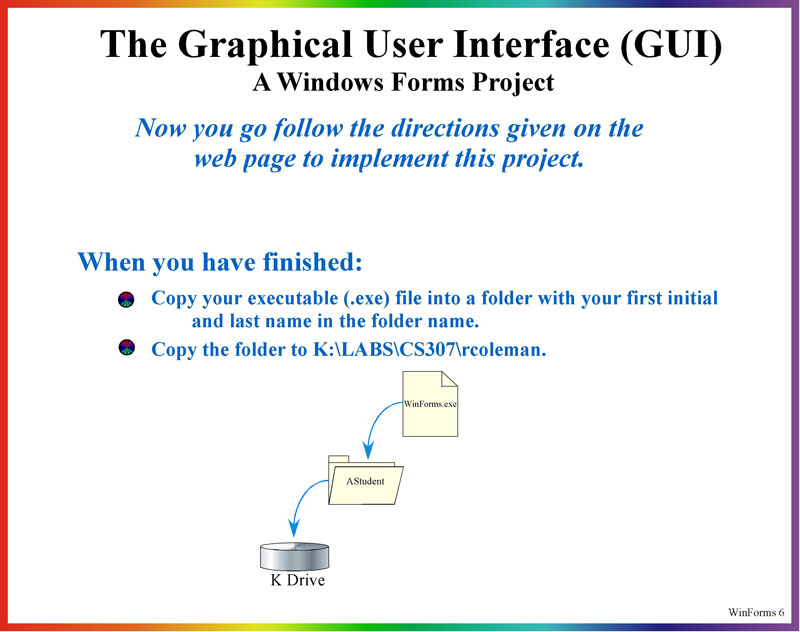 The Graphical User Interface (GUI)
A Windows Forms Project
Now you go follow the directions given on the
web page to implement this project.
When you have finished:
Copy your executable (.exe) file into a folder with your first initial
and last name in the folder name.
Copy the folder to K:\LABS\CS307\rcoleman.
WinForms.exe
AStudent
K Drive
WinForms 6